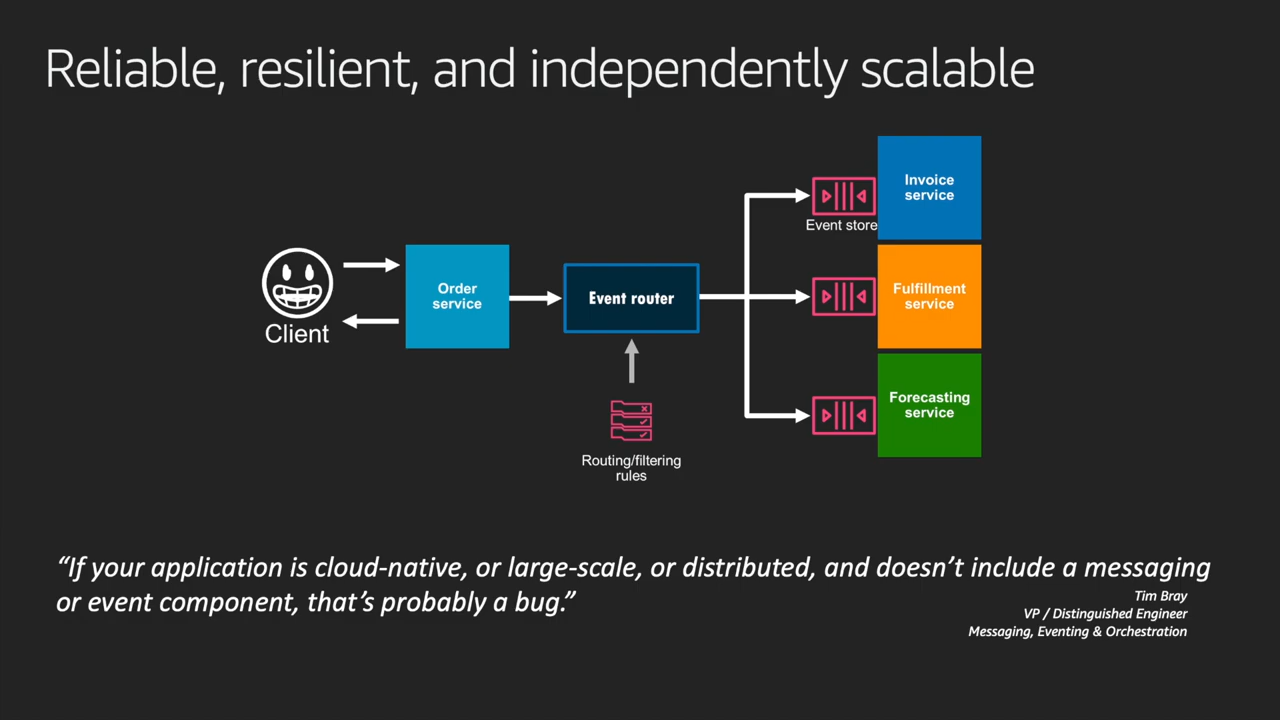 Reliable, resilient, and independently scalable
Client
Order
service
Event router
Routing/filtering
rules
Event store
Invoice
service
Fulfillment
service
Forecasting
service
“If your application is cloud-native, or large-scale, or distributed, and doesn’t include a messaging
or event component, that’s probably a bug.”
Tim Bray
VP / Distinguished Engineer
Messaging, Eventing & Orchestration